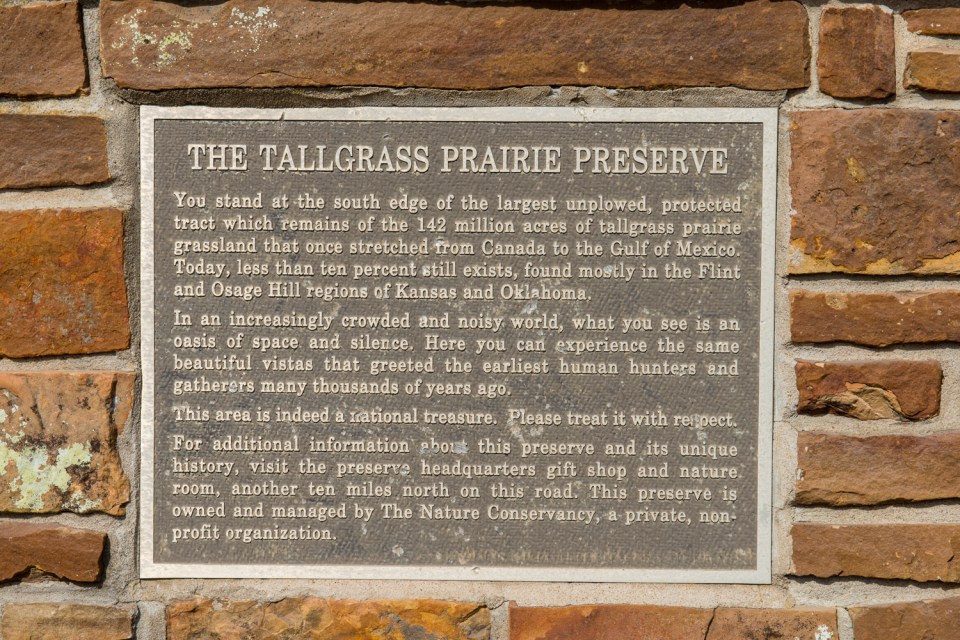 THE TALLGRASS PRAIRIE PRESERVE
You stand at the south edge of the largest unplowed, protected
tract which remains of the 142 million acres of tallgrass prairie
grassland that once stretched from Canada to the Gulf of Mexico.
Today, less than ten percent still exists, found mostly in the Flint
and Osage Hill regions of Kansas and Oklahoma.
In an increasingly crowded and noisy world, what you see is an
oasis of space and silence. Here you can experience the same
beautiful vistas that greeted the earliest human hunters and
gatherers many thousands of years ago.
This area is indeed a national treasure. Please treat it with respect.
For additional information about this preserve and its unique
history, visit the preserve headquarters gift shop and nature
room, another ten miles north on this road. This preserve is
owned and managed by The Nature Conservancy, a private, non-
profit organization.